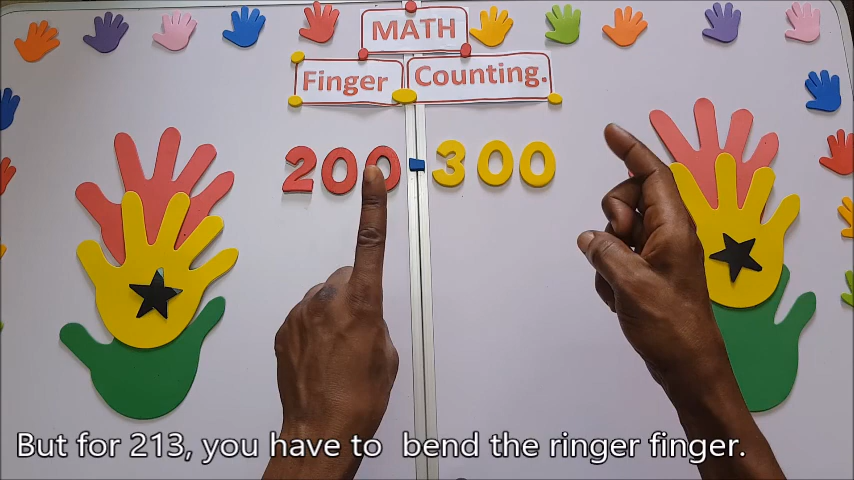 MATH
Finger Counting.
200 - 300
But for 213, you have to bend the ringer finger.